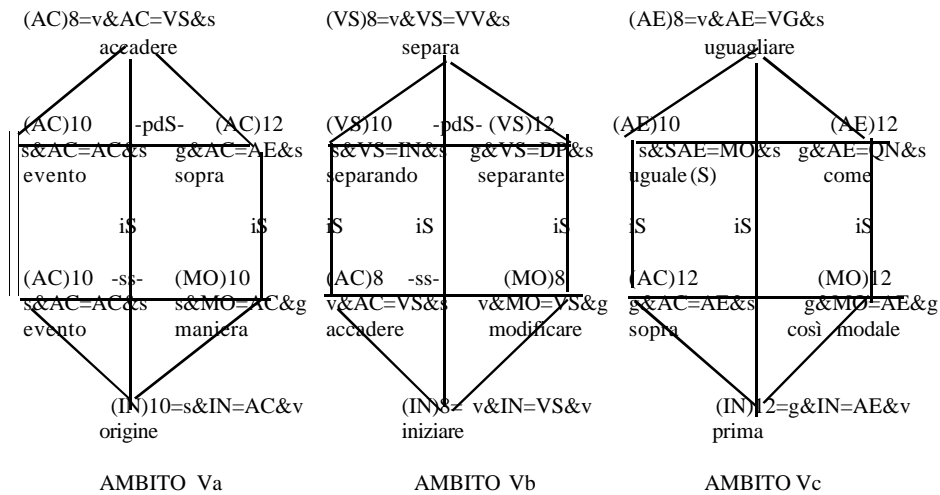 (AC)8=v&AC=VS&s (VS)8=v&VS=VV&s (AE)8=v&AE=VG&s
accadere separa uguagliare
(AC)10 -pdS- (AC)12 (VS)10 -pdS- (VS)12 (AE)10 (AE)12
s&AC=AC&s g&AC=AE&s s&VS=IN&s g&VS=DP&s s&SAE=MO&s g&AE=QN&s
evento sopra separando separante uguale (S) come
iS iS iS iS iS iS iS iS
(AC)10 -ss- (MO)10 (AC)8 -ss- (MO)8 (AC)12 (MO)12
s&AC=AC&s s&MO=AC&g v&AC=VS&s v&MO=VS&g g&AC=AE&s g&MO=AE&g
evento maniera accadere modificare sopra così modale
(IN)10=s&IN=AC&v (IN)8= v&IN=VS&v (IN)12=g&IN=AE&v
origine iniziare prima
AMBITO Va AMBITO Vb AMBITO Vc